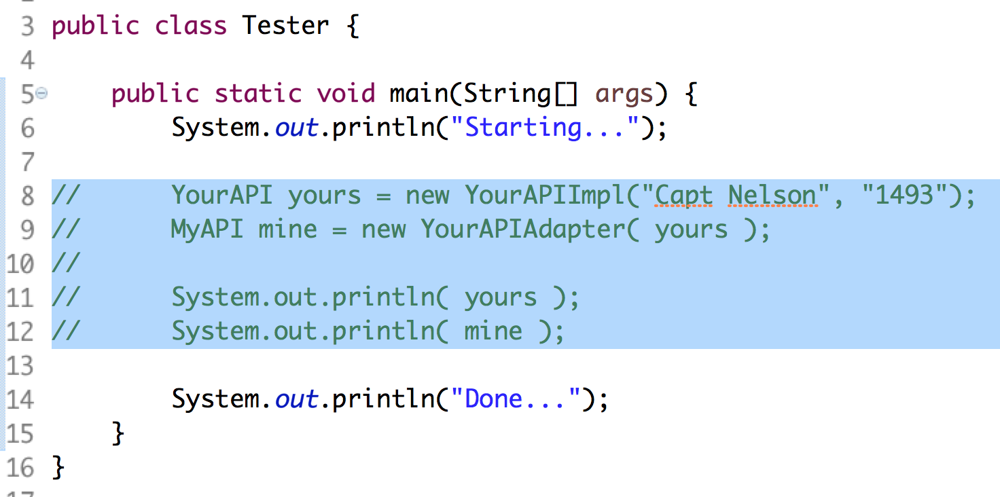 3 public class Tester {
4
5 public static void main(String[] args) {
6 System.out.println("Starting...");
7
8 // YourAPI yours = new YourAPIImpl("Capt Nelson", "1493");
9 // MyAPI mine = new YourAPIAdapter( yours );
10 //
11 // System.out.println( yours );
12 // System.out.println( mine );
13
14 System.out.println("Done...");
15 }
16 }